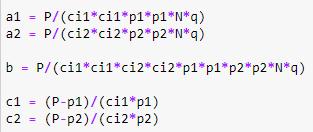 a1 = P/(ci1*ci1*p1*p1*N*q)
a2 = P/(ci2*ci2*p2*p2*N*q)
b = P/(ci1*ci1*ci2*ci2*p1*p1*p2*p2*N*q)
c1 = (P-p1)/(ci1*p1)
c2 = (P-p2)/(ci2*p2)